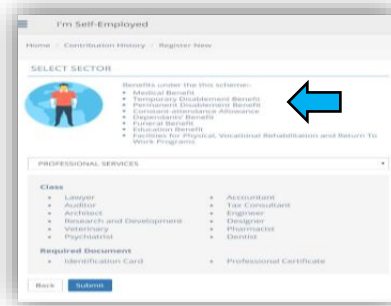 I'm Self-Employed
Home / Contribution History / Register New
SELECT SECTOR
Benefits under the this scheme:
• Medical Benefit
• Temporary Disablement Benefit
• Permanent Disablement Benefit
• Constant attendance Allowance
• Dependants' Benefit
• Funeral Benefit
• Education Benefit
• Facilities for Physical, Vocational Rehabilitation and Return To
Work Programs
PROFESSIONAL SERVICES
Class
• Lawyer
• Auditor
• Architect
• Research and Development
• Veterinary
• Psychiatrist
• Accountant
• Tax Consultant
• Engineer
• Designer
• Pharmacist
• Dentist
Required Document
• Identification Card
• Professional Certificate
Back
Submit